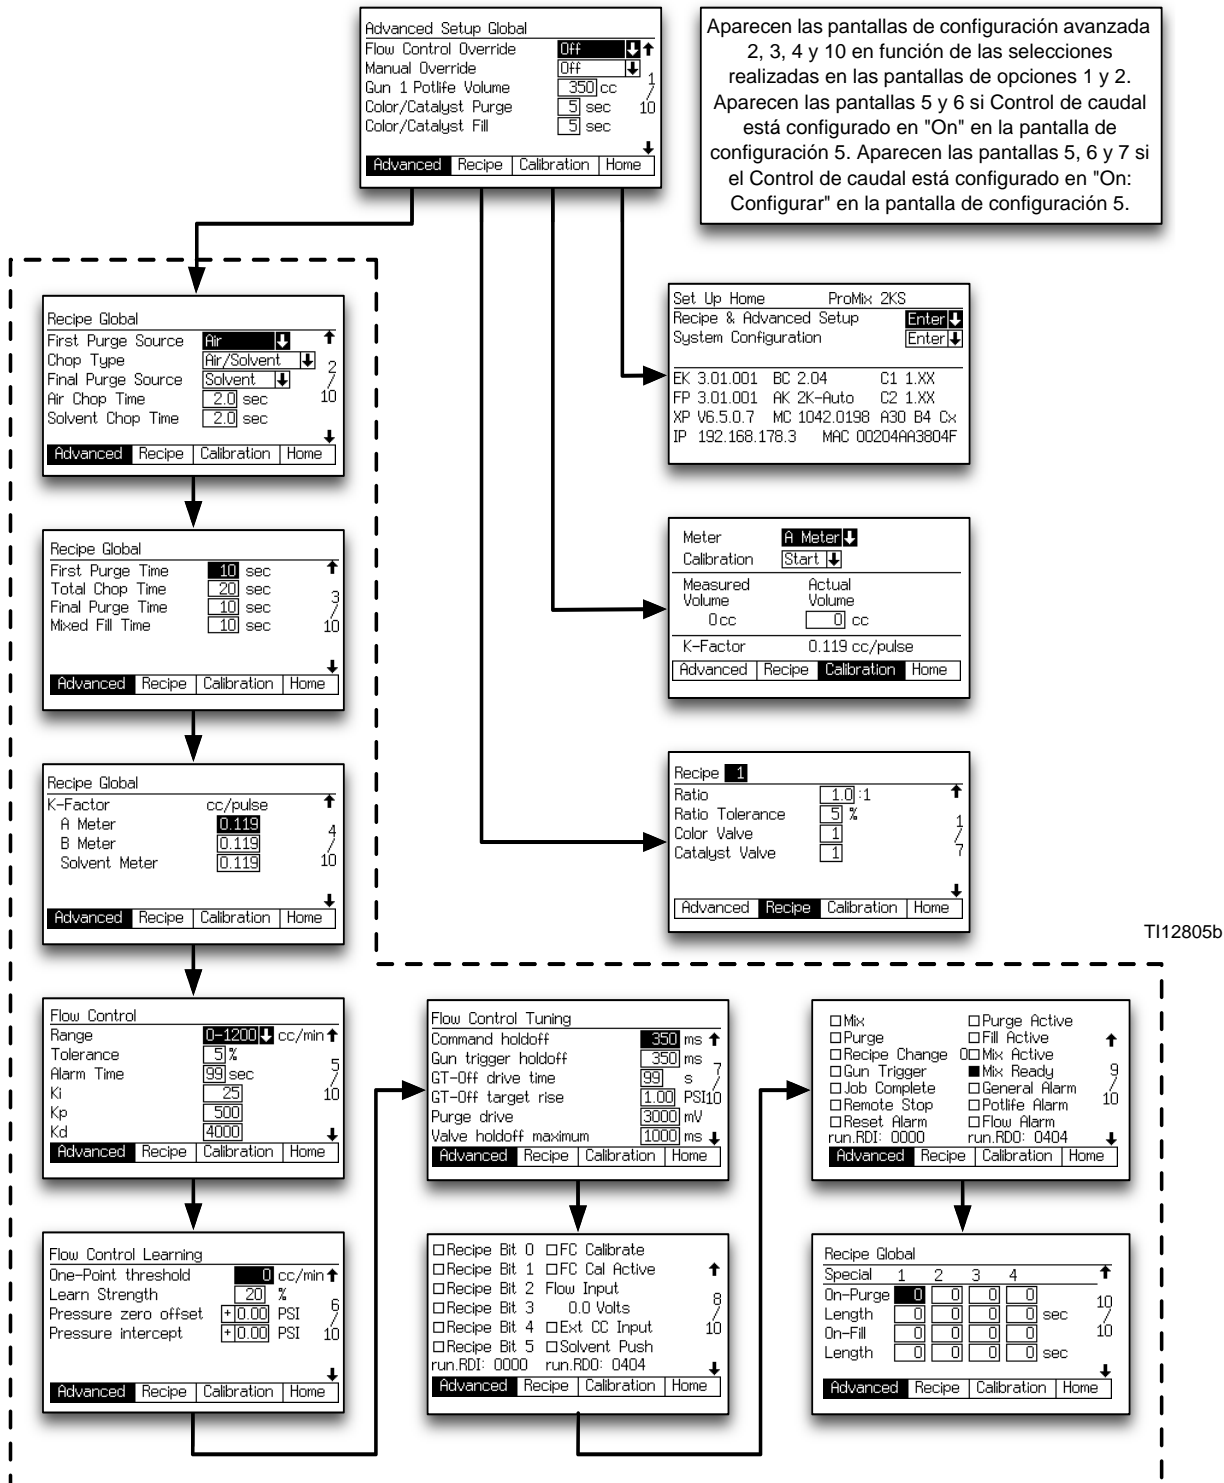 Advanced Setup Global
Flow Control Override Off
Manual Override Off
Gun 1 Potlife Volume 350 cc
Color/Catalyst Purge 5 sec
Color/Catalyst Fill 5 sec
1
/
10
Advanced Recipe Calibration Home
Aparecen las pantallas de configuración avanzada
2, 3, 4 y 10 en función de las selecciones
realizadas en las pantallas de opciones 1 y 2.
Aparecen las pantallas 5 y 6 si Control de caudal
está configurado en "On" en la pantalla de
configuración 5. Aparecen las pantallas 5, 6 y 7 si
el Control de caudal está configurado en "On:
Configurar" en la pantalla de configuración 5.
Recipe Global
First Purge Source Air
Chop Type Air/Solvent
Final Purge Source Solvent
Air Chop Time 2.0 sec
Solvent Chop Time 2.0 sec
2
/
10
Advanced Recipe Calibration Home
Set Up Home ProMix 2KS
Recipe & Advanced Setup Enter
System Configuration Enter
EK 3.01.001 BC 2.04 C1 1.XX
FP 3.01.001 AK 2K-Auto C2 1.XX
XP V6.5.0.7 MC 1042.0198 A30 B4 Cx
IP 192.168.178.3 MAC 00204AA3804F
Recipe Global
First Purge Time 10 sec
Total Chop Time 20 sec
Final Purge Time 10 sec
Mixed Fill Time 10 sec
3
/
10
Advanced Recipe Calibration Home
Meter A Meter
Calibration Start
Measured Actual
Volume Volume
0 cc 0 cc
K-Factor 0.119 cc/pulse
Advanced Recipe Calibration Home
Recipe Global
K-Factor cc/pulse
A Meter 0.119
B Meter 0.119
Solvent Meter 0.119
4
/
10
Advanced Recipe Calibration Home
Recipe 1
Ratio 1.0 :1
Ratio Tolerance 5 %
Color Valve 1
Catalyst Valve 1
1
/
7
Advanced Recipe Calibration Home
TI12805b
Flow Control
Range 0-1200 cc/min
Tolerance 5 %
Alarm Time 99 sec
Ki 25
Kp 500
Kd 4000
5
/
10
Advanced Recipe Calibration Home
Flow Control Tuning
Command holdoff 350 ms
Gun trigger holdoff 350 ms
GT-Off drive time 99 s
GT-Off target rise 1.00 PSI
Purge drive 3000 mV
Valve holdoff maximum 1000 ms
7
/
10
Advanced Recipe Calibration Home
Mix Purge Active
Purge Fill Active
Recipe Change 0 Mix Active
Gun Trigger Mix Ready
Job Complete General Alarm
Remote Stop Potlife Alarm
Reset Alarm Flow Alarm
run.RDI: 0000 run.RDO: 0404
9
/
10
Advanced Recipe Calibration Home
Flow Control Learning
One-Point threshold 0 cc/min
Learn Strength 20 %
Pressure zero offset + 0.00 PSI
Pressure intercept + 0.00 PSI
6
/
10
Advanced Recipe Calibration Home
Recipe Bit 0 FC Calibrate
Recipe Bit 1 FC Cal Active
Recipe Bit 2 Flow Input
Recipe Bit 3 0.0 Volts
Recipe Bit 4 Ext CC Input
Recipe Bit 5 Solvent Push
run.RDI: 0000 run.RDO: 0404
8
/
10
Advanced Recipe Calibration Home
Recipe Global
Special 1 2 3 4
On-Purge 0 0 0 0
Length 0 0 0 0 sec
On-Fill 0 0 0 0
Length 0 0 0 0 sec
10
/
10
Advanced Recipe Calibration Home